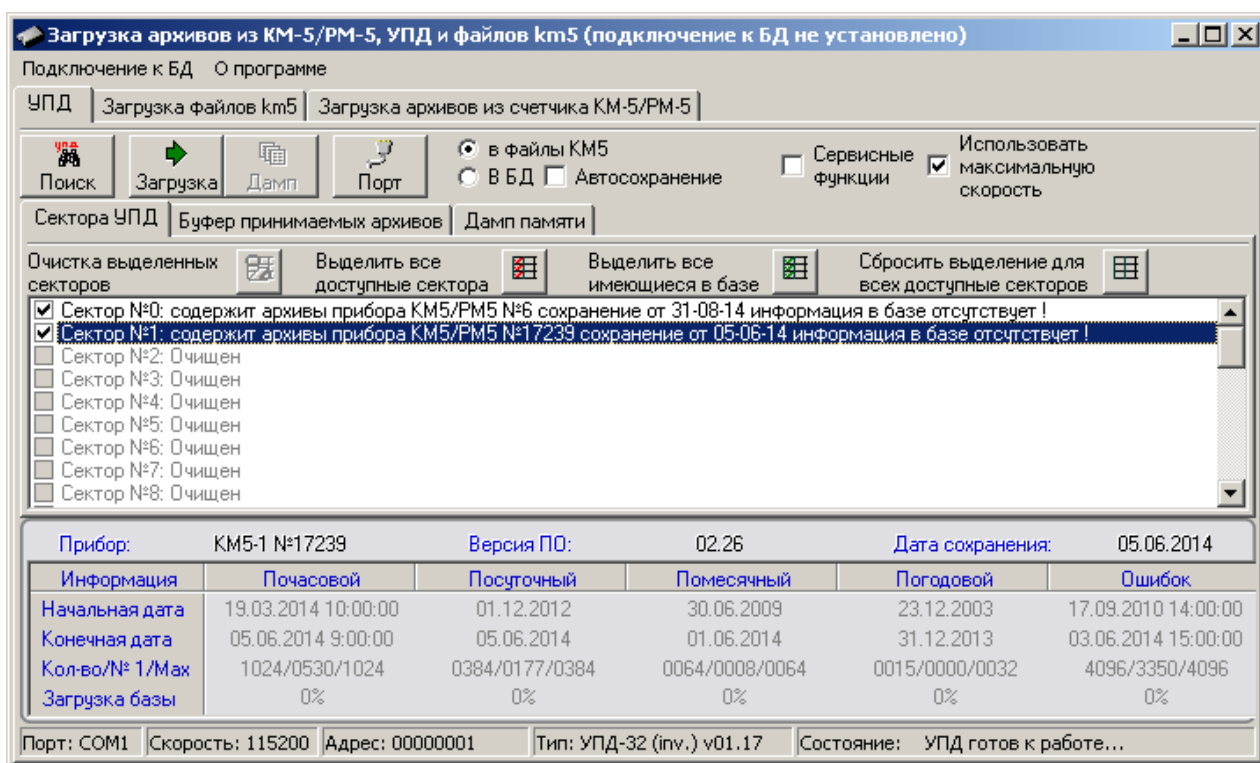 Загрузка архивов из КМ-5/РМ-5, УПД и файлов km5 (подключение к БД не установлено)
Подключение к БД О программе
УПД Загрузка файлов km5 Загрузка архивов из счетчика КМ-5/РМ-5
упд Поиск Загрузка Дамп Порт
в файлы КМ5
В БД Автосохранение
Сервисные функции
Использовать максимальную скорость
Сектора УПД Буфер принимаемых архивов Дамп памяти
Очистка выделенных секторов
Выделить все доступные сектора
Выделить все имеющиеся в базе
Сбросить выделение для всех доступные секторов
Сектор №0: содержит архивы прибора КМ5/РМ5 №6 сохранение от 31-08-14 информация в базе отсутствует !
Сектор №1: содержит архивы прибора КМ5/РМ5 №17239 сохранение от 05-06-14 информация в базе отсутствует !
Сектор №2: Очищен
Сектор №3: Очищен
Сектор №4: Очищен
Сектор №5: Очищен
Сектор №6: Очищен
Сектор №7: Очищен
Сектор №8: Очищен
Прибор: КМ5-1 №17239 Версия ПО: 02.26 Дата сохранения: 05.06.2014
Информация Почасовой Посуточный Помесячный Погодовой Ошибок
Начальная дата 19.03.2014 10:00:00 01.12.2012 30.06.2009 23.12.2003 17.09.2010 14:00:00
Конечная дата 05.06.2014 9:00:00 05.06.2014 01.06.2014 31.12.2013 03.06.2014 15:00:00
Кол-во/№ 1/Max 1024/0530/1024 0384/0177/0384 0064/0008/0064 0015/0000/0032 4096/3350/4096
Загрузка базы 0% 0% 0% 0% 0%
Порт: COM1 Скорость: 115200 Адрес: 00000001 Тип: УПД-32 (inv.) v01.17 Состояние: УПД готов к работе...